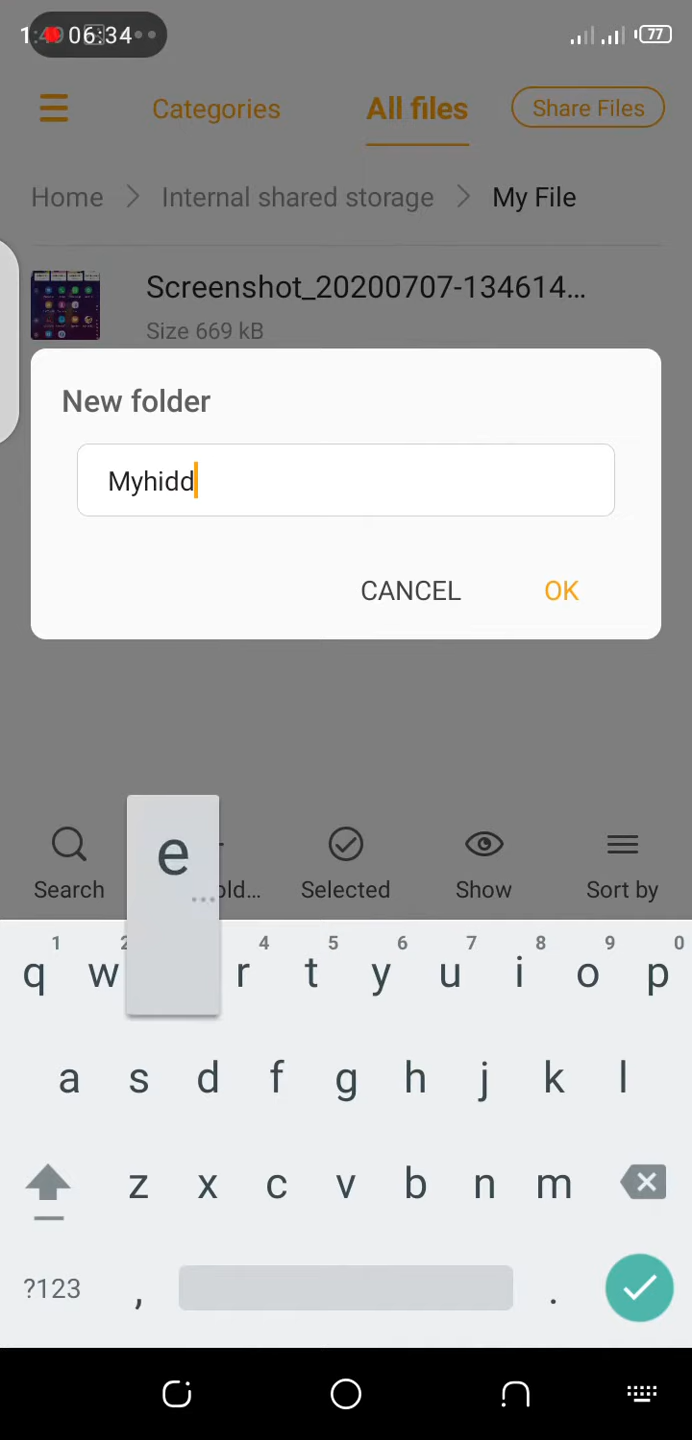 1:49 06:34 77
Categories All files Share Files
Home Internal shared storage My File
Screenshot_20200707-134614...
Size 669 kB
New folder
Myhidd
CANCEL OK
e
Search old... Selected Show Sort by
1 2 4 5 6 7 8 9 0
q w r t y u i o p
a s d f g h j k l
z x c v b n m
?123 , .